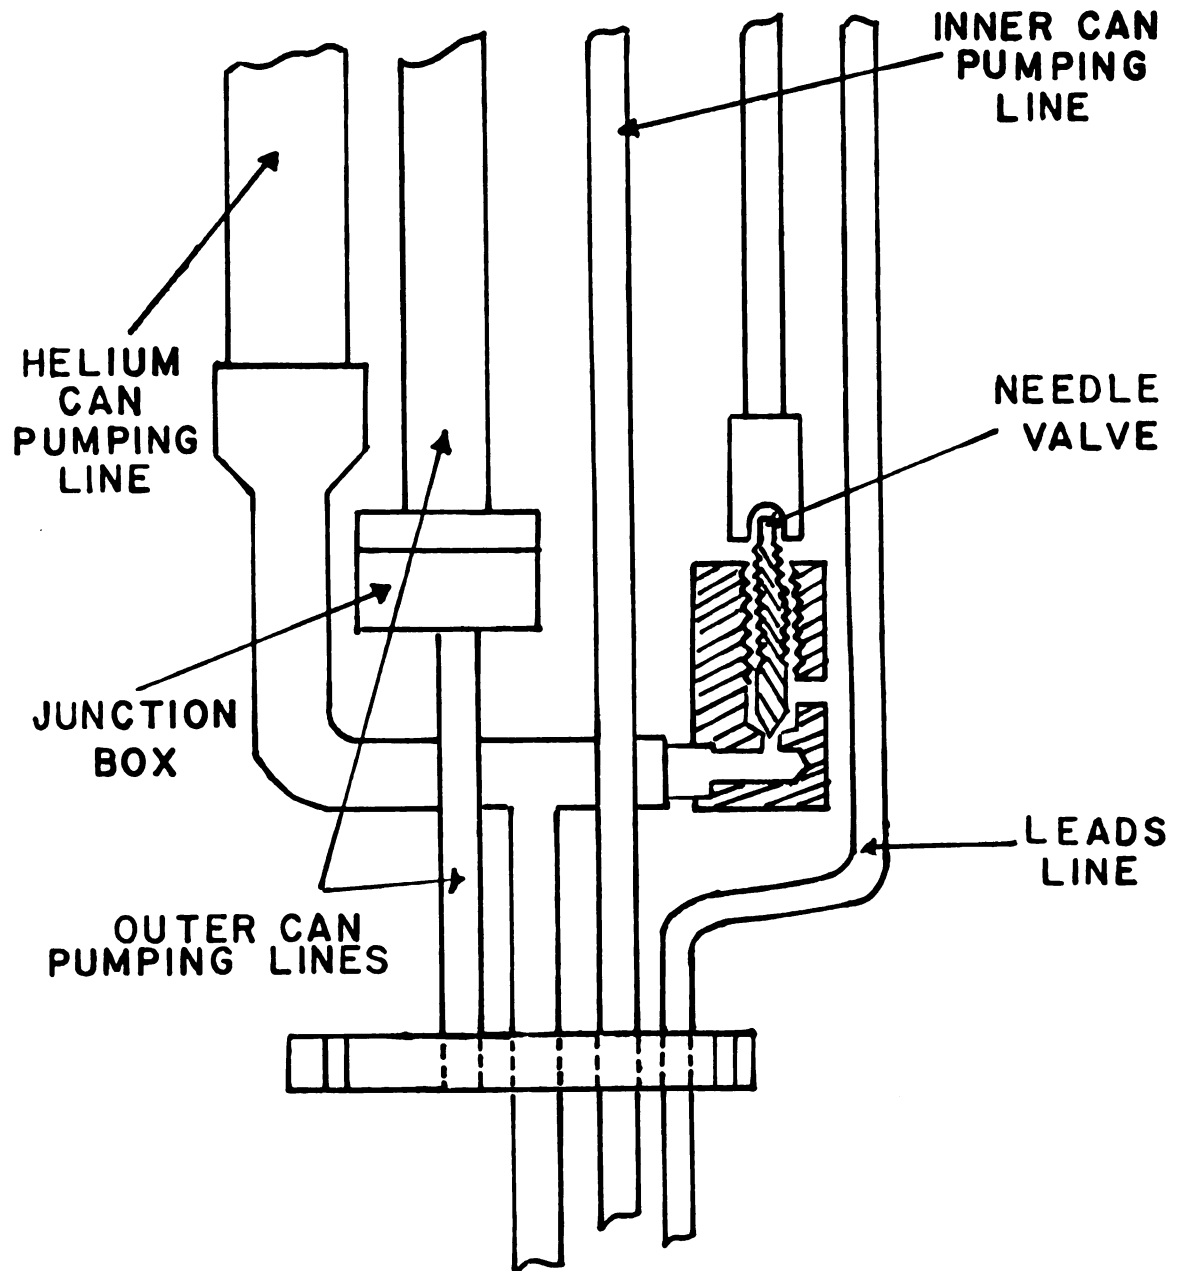 INNER CAN
PUMPING
LINE
HELIUM
CAN
PUMPING
LINE
NEEDLE
VALVE
JUNCTION
BOX
LEADS
LINE
OUTER CAN
PUMPING LINES